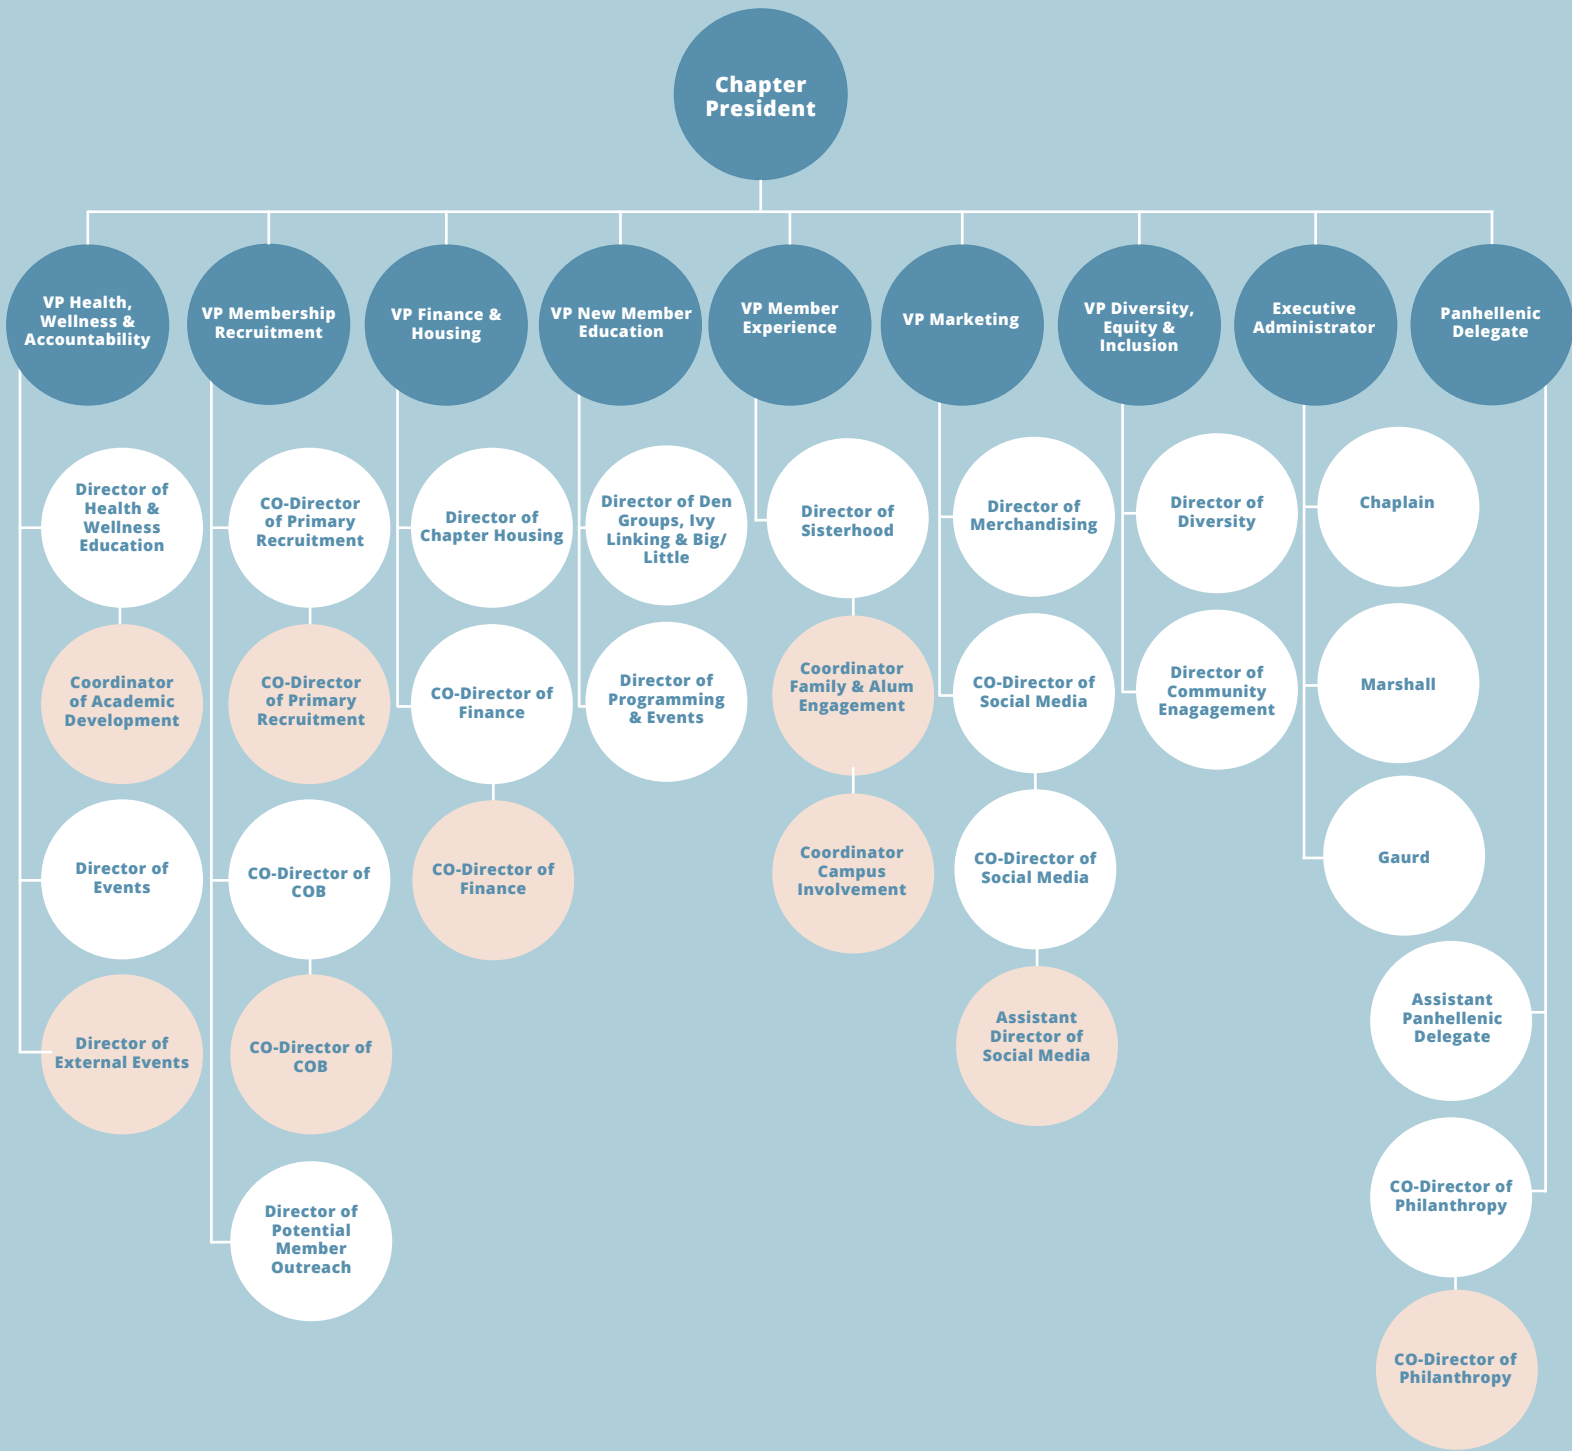 Chapter
President
VP Health,
Wellness &
Accountability
VP Membership
Recruitment
VP Finance &
Housing
VP New Member
Education
VP Member
Experience
VP Marketing
VP Diversity,
Equity &
Inclusion
Executive
Administrator
Panhellenic
Delegate
Director of
Health &
Wellness
Education
Coordinator
of Academic
Development
Director of
Events
Director of
External Events
CO-Director
of Primary
Recruitment
CO-Director
of Primary
Recruitment
CO-Director of
COB
CO-Director of
COB
Director of
Potential
Member
Outreach
Director of
Chapter Housing
CO-Director of
Finance
CO-Director of
Finance
Director of Den
Groups, Ivy
Linking & Big/
Little
Director of
Programming
& Events
Director of
Sisterhood
Coordinator
Family & Alum
Engagement
Coordinator
Campus
Involvement
Director of
Merchandising
CO-Director of
Social Media
CO-Director of
Social Media
Assistant
Director of
Social Media
Director of
Diversity
Director of
Community
Enagagement
Chaplain
Marshall
Gaurd
Assistant
Panhellenic
Delegate
CO-Director of
Philanthropy
CO-Director of
Philanthropy